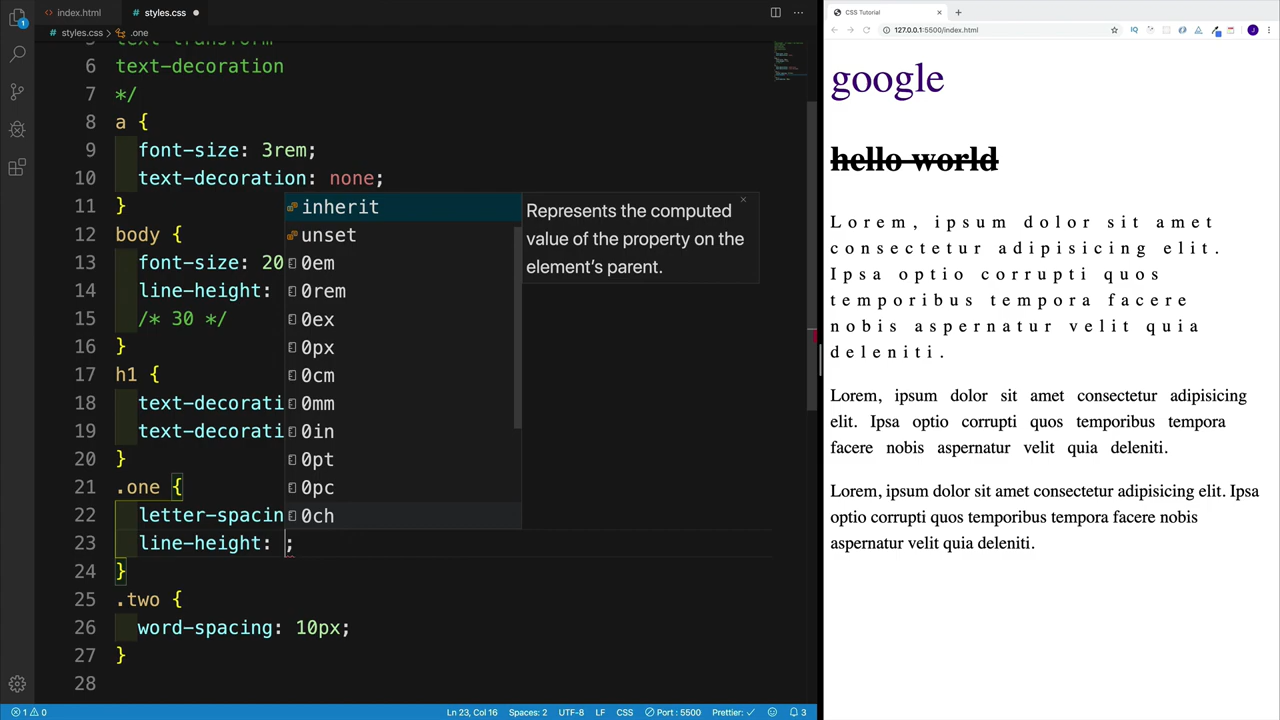 index.html
styles.css
styles.css > .one
text-transform
6 text-decoration
7 */
8 a {
9 font-size: 3rem;
10 text-decoration: none;
11 }
12 body {
13 font-size: 20
14 line-height:
15 /* 30 */
16 }
17 h1 {
18 text-decorati
19 text-decorati
20 }
21 .one {
22 letter-spacin
23 line-height: ;
24 }
25 .two {
26 word-spacing: 10px;
27 }
28
inherit
unset
0em
0rem
0ex
0px
0cm
0mm
0in
0pt
0pc
0ch
Represents the computed
value of the property on the
element's parent.
1
1 0
Ln 23, Col 16
Spaces: 2
UTF-8
LF
CSS
Port : 5500
Prettier: ✓
3
CSS Tutorial
127.0.0.1:5500/index.html
google
hello world
Lorem, ipsum dolor sit amet
consectetur adipisicing elit.
Ipsa optio corrupti quos
temporibus tempora facere
nobis aspernatur velit quia
deleniti.
Lorem, ipsum dolor sit amet consectetur adipisicing
elit. Ipsa optio corrupti quos temporibus tempora
facere nobis aspernatur velit quia deleniti.
Lorem, ipsum dolor sit amet consectetur adipisicing elit. Ipsa
optio corrupti quos temporibus tempora facere nobis
aspernatur velit quia deleniti.